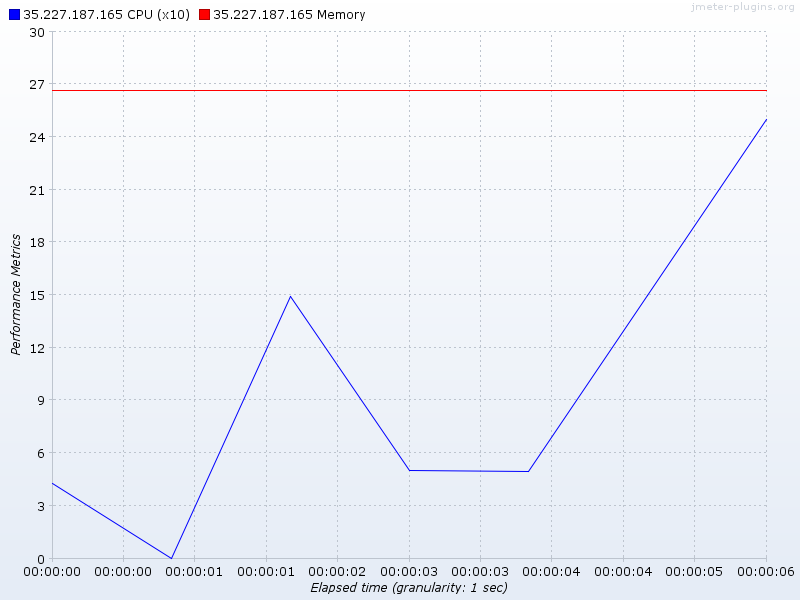 jmeter-plugins.org
35.227.187.165 CPU (x10) 35.227.187.165 Memory
30
27
24
21
18
15
12
9
6
3
0
Performance Metrics
00:00:00 00:00:00 00:00:01 00:00:01 00:00:02 00:00:03 00:00:03 00:00:04 00:00:04 00:00:05 00:00:06
Elapsed time (granularity: 1 sec)